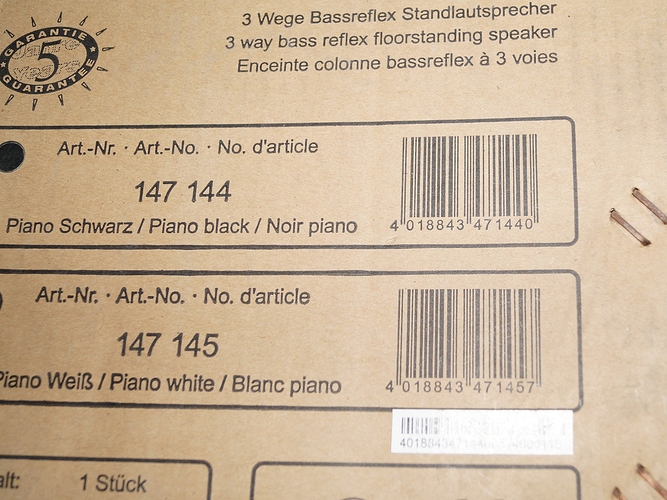 3 Wege Bassreflex Standlautsprecher
3 way bass reflex floorstanding speaker
Enceinte colonne bassreflex à 3 voies
GARANTIE
5
GUARANTEE
Art.-Nr. · Art.-No. · No. d'article
147 144
Piano Schwarz / Piano black / Noir piano
4 018843 471440
Art.-Nr. · Art.-No. · No. d'article
147 145
Piano Weiß / Piano white / Blanc piano
4 018843 471457
1 Stück